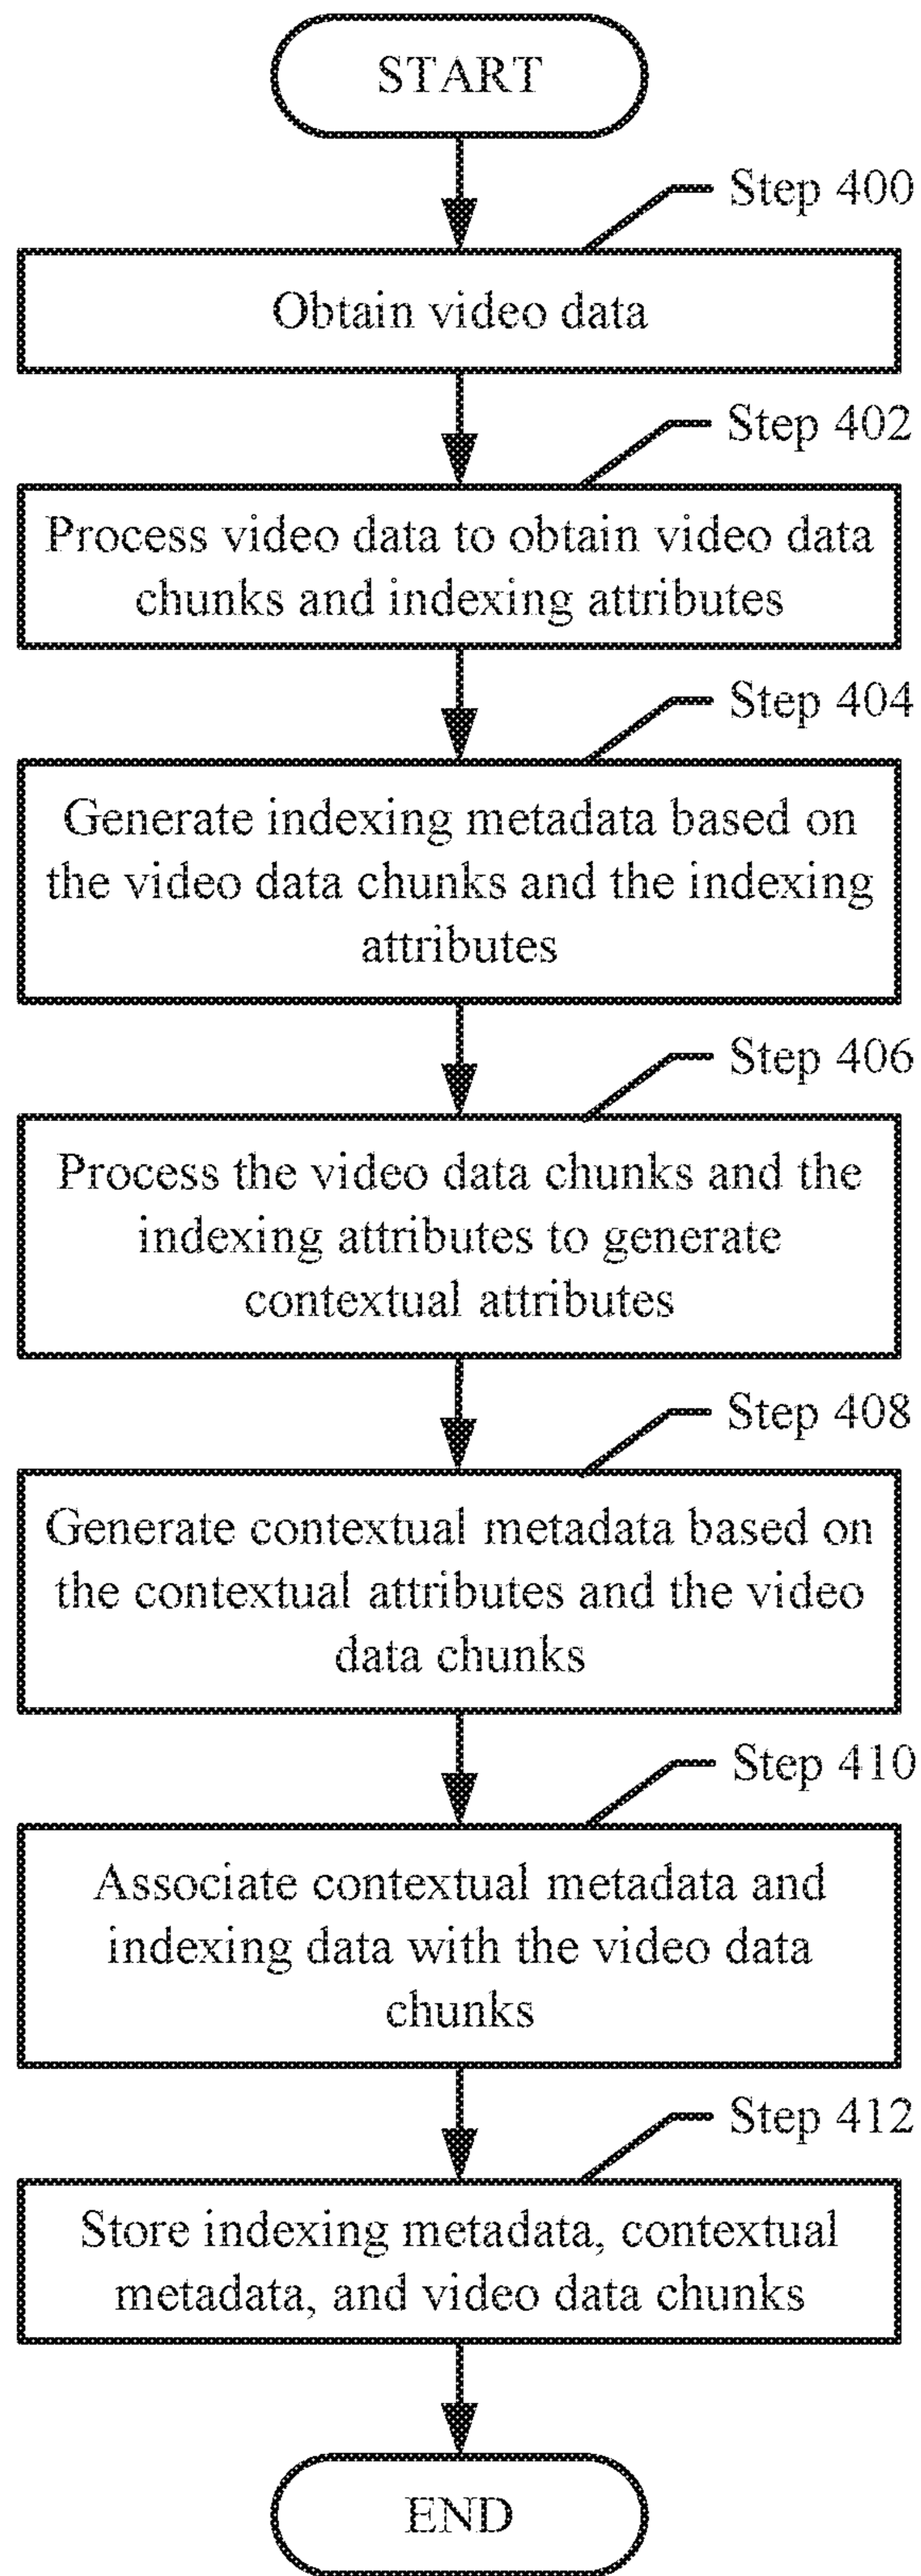 START
Step 400
Obtain video data
Step 402
Process video data to obtain video data
chunks and indexing attributes
Step 404
Generate indexing metadata based on
the video data chunks and the indexing
attributes
Step 406
Process the video data chunks and the
indexing attributes to generate
contextual attributes
Step 408
Generate contextual metadata based on
the contextual attributes and the video
data chunks
Step 410
Associate contextual metadata and
indexing data with the video data
chunks
Step 412
Store indexing metadata, contextual
metadata, and video data chunks
END